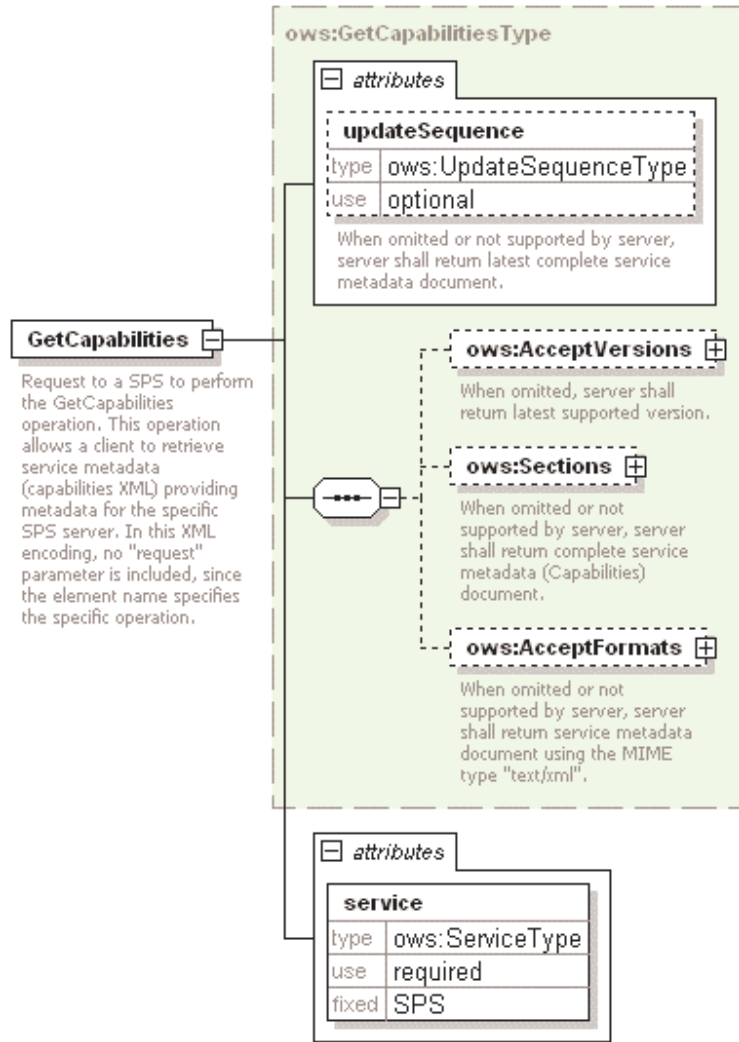 ows:GetCapabilitiesType
attributes
updateSequence
type ows:UpdateSequenceType
use optional
When omitted or not supported by server,
server shall return latest complete service
metadata document.
GetCapabilities
Request to a SPS to perform
the GetCapabilities
operation. This operation
allows a client to retrieve
service metadata
(capabilities XML) providing
metadata for the specific
SPS server. In this XML
encoding, no "request"
parameter is included, since
the element name specifies
the specific operation.
ows:AcceptVersions
When omitted, server shall
return latest supported version.
ows:Sections
When omitted or not
supported by server, server
shall return complete service
metadata (Capabilities)
document.
ows:AcceptFormats
When omitted or not
supported by server, server
shall return service metadata
document using the MIME
type "text/xml".
attributes
service
type ows:ServiceType
use required
fixed SPS